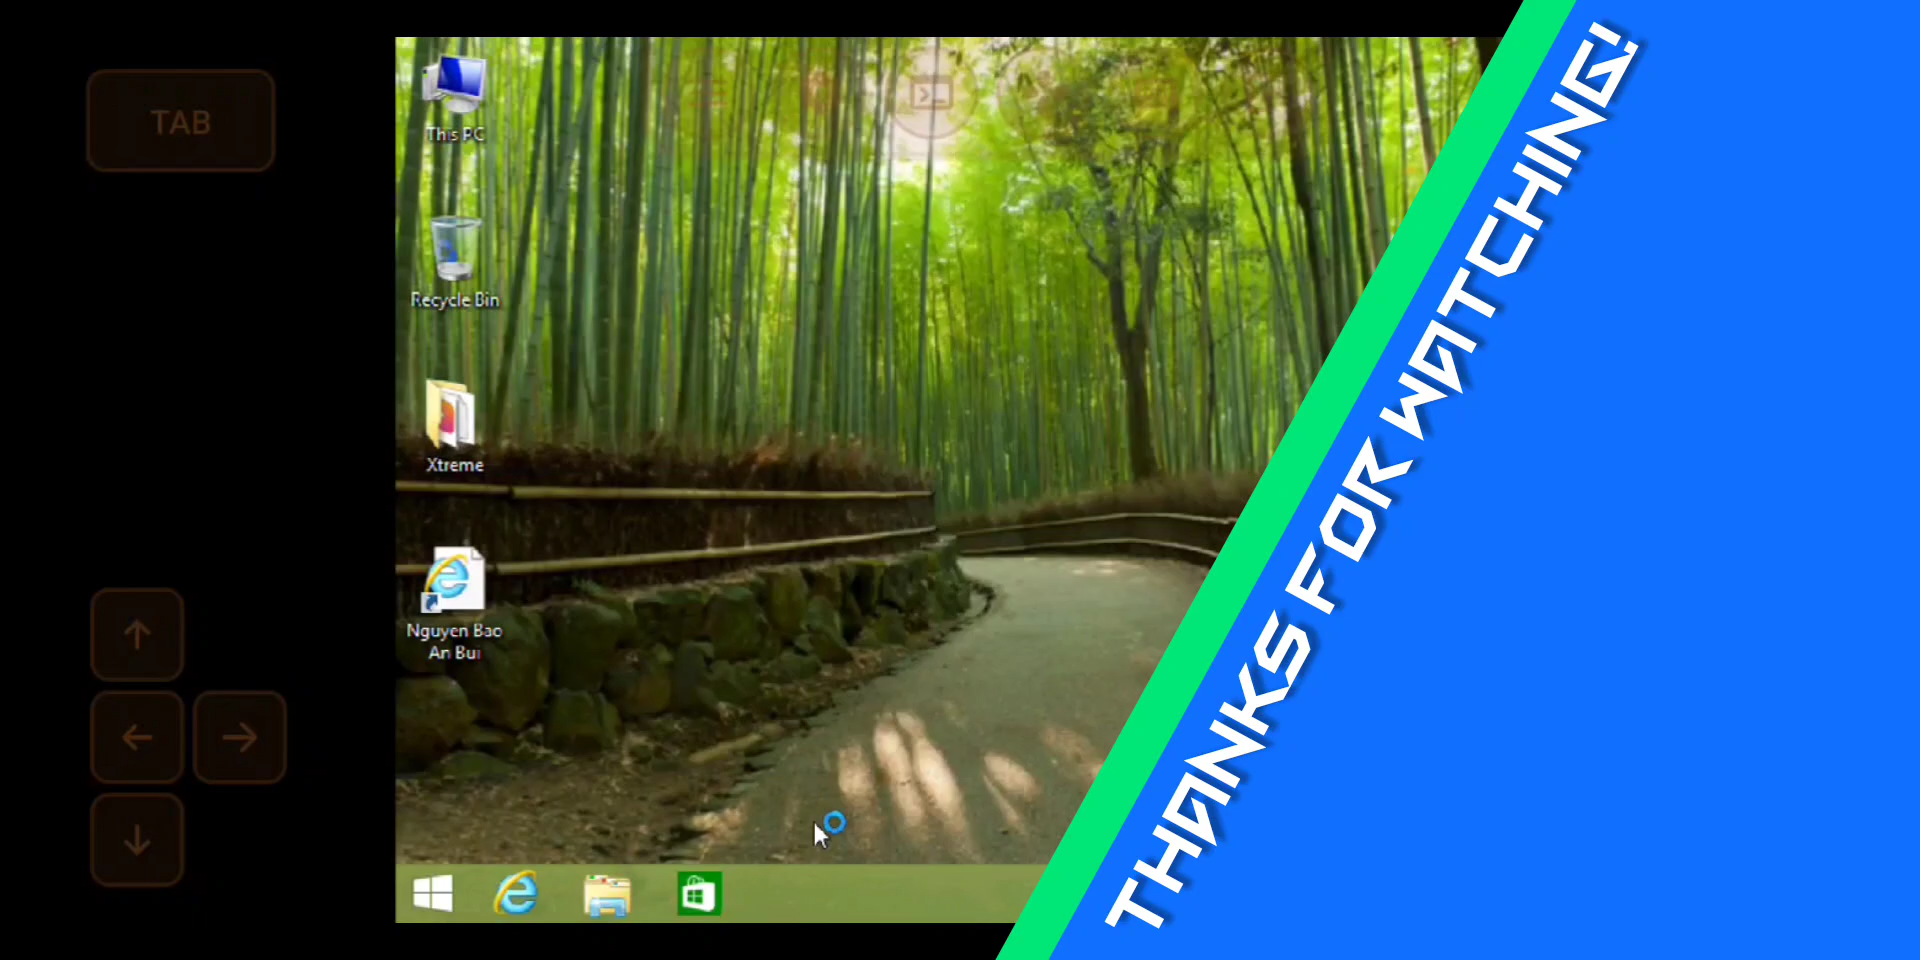 TAB
This PC
Recycle Bin
Xtreme
Nguyen Bao
An Bui
THANKS FOR WATCHING!